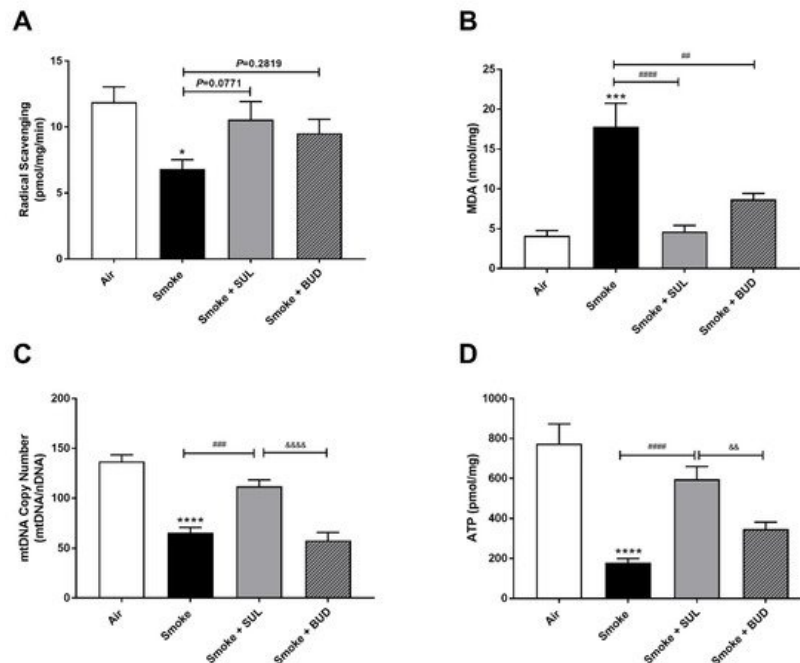 A
Radical Scavenging
(pmol/mg/min)
15
10
5
0
P=0.2819
P=0.0771
*
Air
Smoke
Smoke + SUL
Smoke + BUD
B
MDA (nmol/mg)
25
20
15
10
5
0
##
####
***
Air
Smoke
Smoke + SUL
Smoke + BUD
C
mtDNA Copy Number
(mtDNA/nDNA)
200
150
100
50
0
###
&&&&
****
Air
Smoke
Smoke + SUL
Smoke + BUD
D
ATP (pmol/mg)
1000
800
600
400
200
0
####
&&
****
Air
Smoke
Smoke + SUL
Smoke + BUD